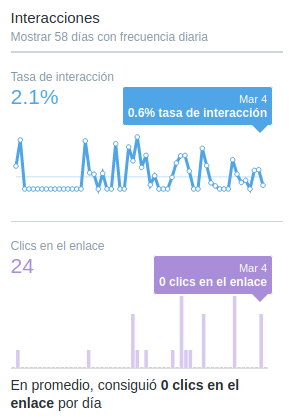 Interacciones
Mostrar 58 días con frecuencia diaria
Tasa de interacción
2.1%
Mar 4
0.6% tasa de interacción
Clics en el enlace
24
Mar 4
0 clics en el enlace
En promedio, consiguió 0 clics en el
enlace por día